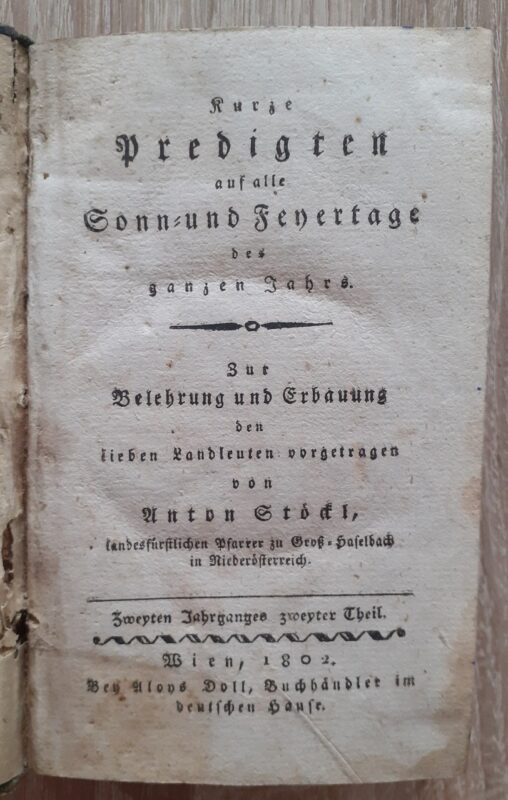 Kurze
Predigten
auf alle
Sonn- und Feyertage
des
ganzen Jahrs.
Zur
Belehrung und Erbauung
den
lieben Landleuten vorgetragen
von
Anton Stöckl,
landesfürstlichen Pfarrer zu Groß-Haselbach
in Niederösterreich.
Zweyten Jahrganges zweyter Theil.
Wien, 1802.
Bey Aloys Doll, Buchhändler im
deutschen Hause.